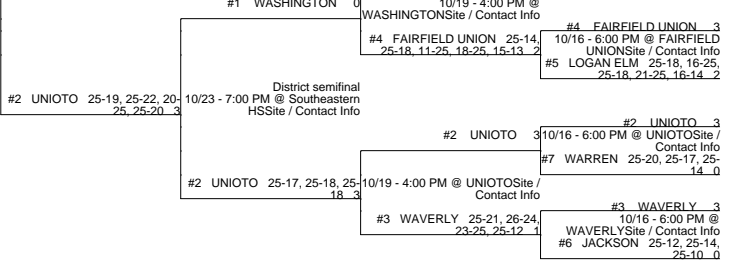 #1 WASHINGTON 0
10/19 - 4:00 PM @
WASHINGTONSite / Contact Info
#4 FAIRFIELD UNION 25-14,
25-18, 11-25, 18-25, 15-13 2
#4 FAIRFIELD UNION 3
10/16 - 6:00 PM @ FAIRFIELD
UNIONSite / Contact Info
#5 LOGAN ELM 25-18, 16-25,
25-18, 21-25, 16-14 2
District semifinal
10/23 - 7:00 PM @ Southeastern
HSSite / Contact Info
#2 UNIOTO 25-19, 25-22, 20-
25, 25-20 3
#2 UNIOTO 3
#2 UNIOTO 3
10/16 - 6:00 PM @ UNIOTOSite /
Contact Info
#7 WARREN 25-20, 25-17, 25-
14 0
#2 UNIOTO 25-17, 25-18, 25-
18 3
10/19 - 4:00 PM @ UNIOTOSite /
Contact Info
#3 WAVERLY 25-21, 26-24,
23-25, 25-12 1
#3 WAVERLY 3
10/16 - 6:00 PM @
WAVERLYSite / Contact Info
#6 JACKSON 25-12, 25-14,
25-10 0